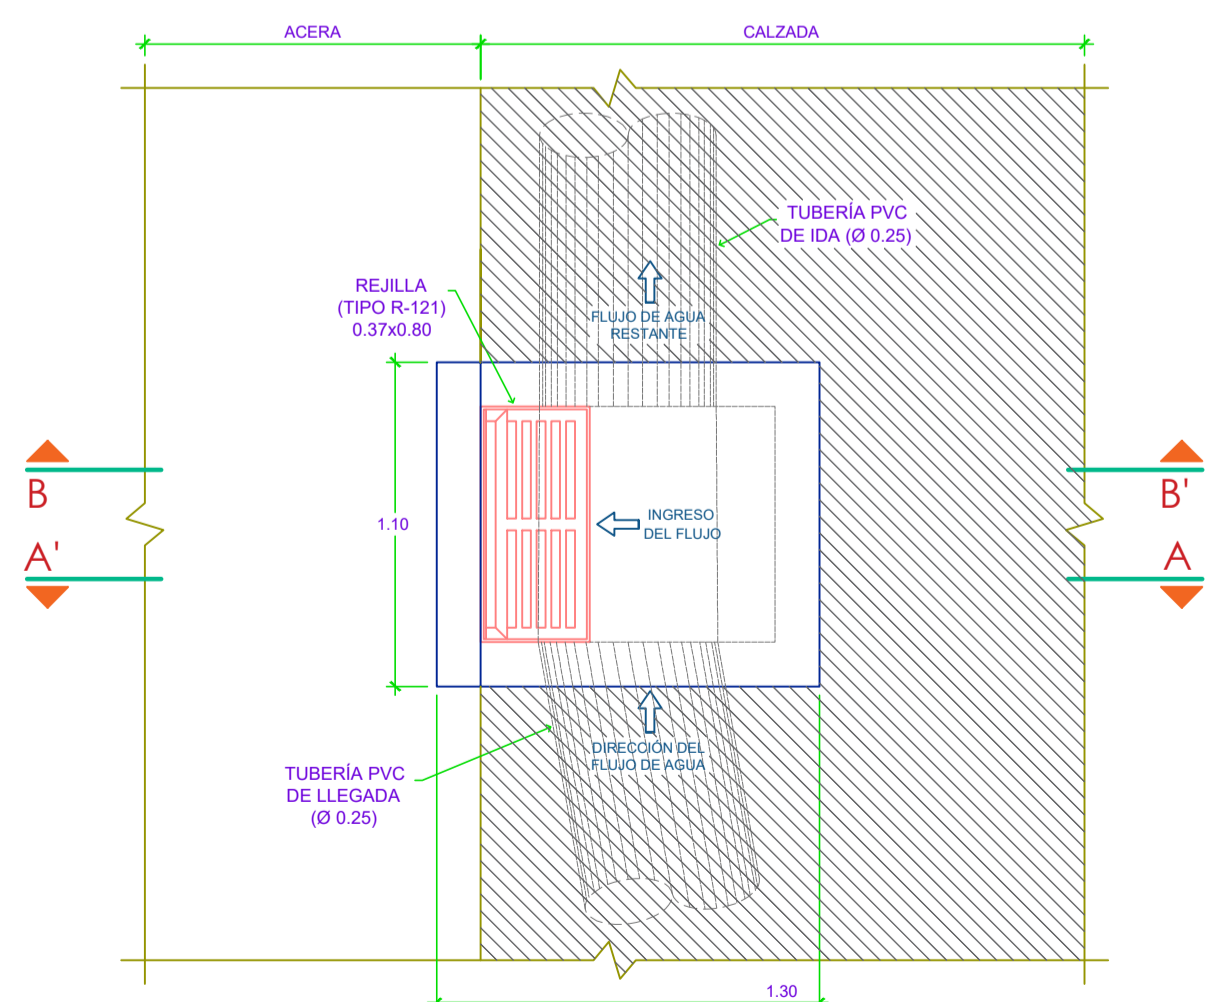 ACERA
CALZADA
TUBERÍA PVC
DE IDA (Ø 0.25)
REJILLA
(TIPO R-121)
0.37x0.80
FLUJO DE AGUA
RESTANTE
B
B'
1.10
INGRESO
DEL FLUJO
A'
A
DIRECCIÓN DEL
FLUJO DE AGUA
TUBERÍA PVC
DE LLEGADA
(Ø 0.25)
1.30